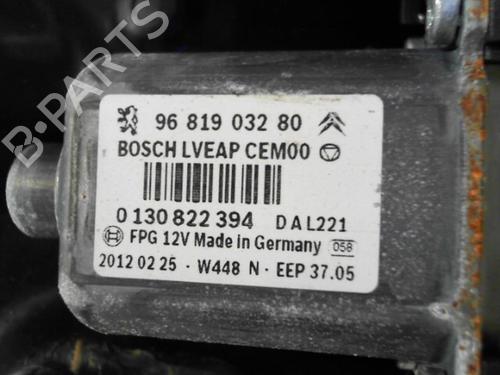 B-PARTS
96 819 032 80
BOSCH LVEAP CEM00
0 130 822 394 D A L221
FPG 12V Made in Germany 058
2012 02 25 - W448 N - EEP 37.05